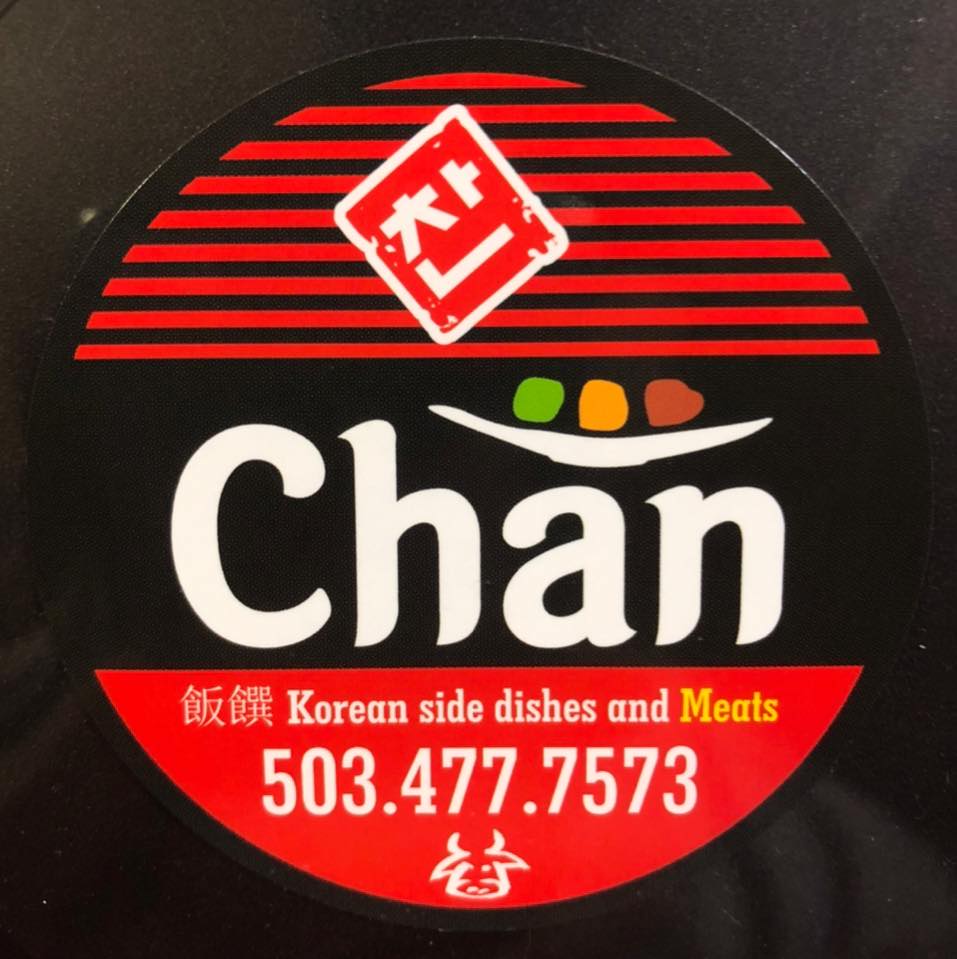 찬
Chan
飯饌 Korean side dishes and Meats
503.477.7573